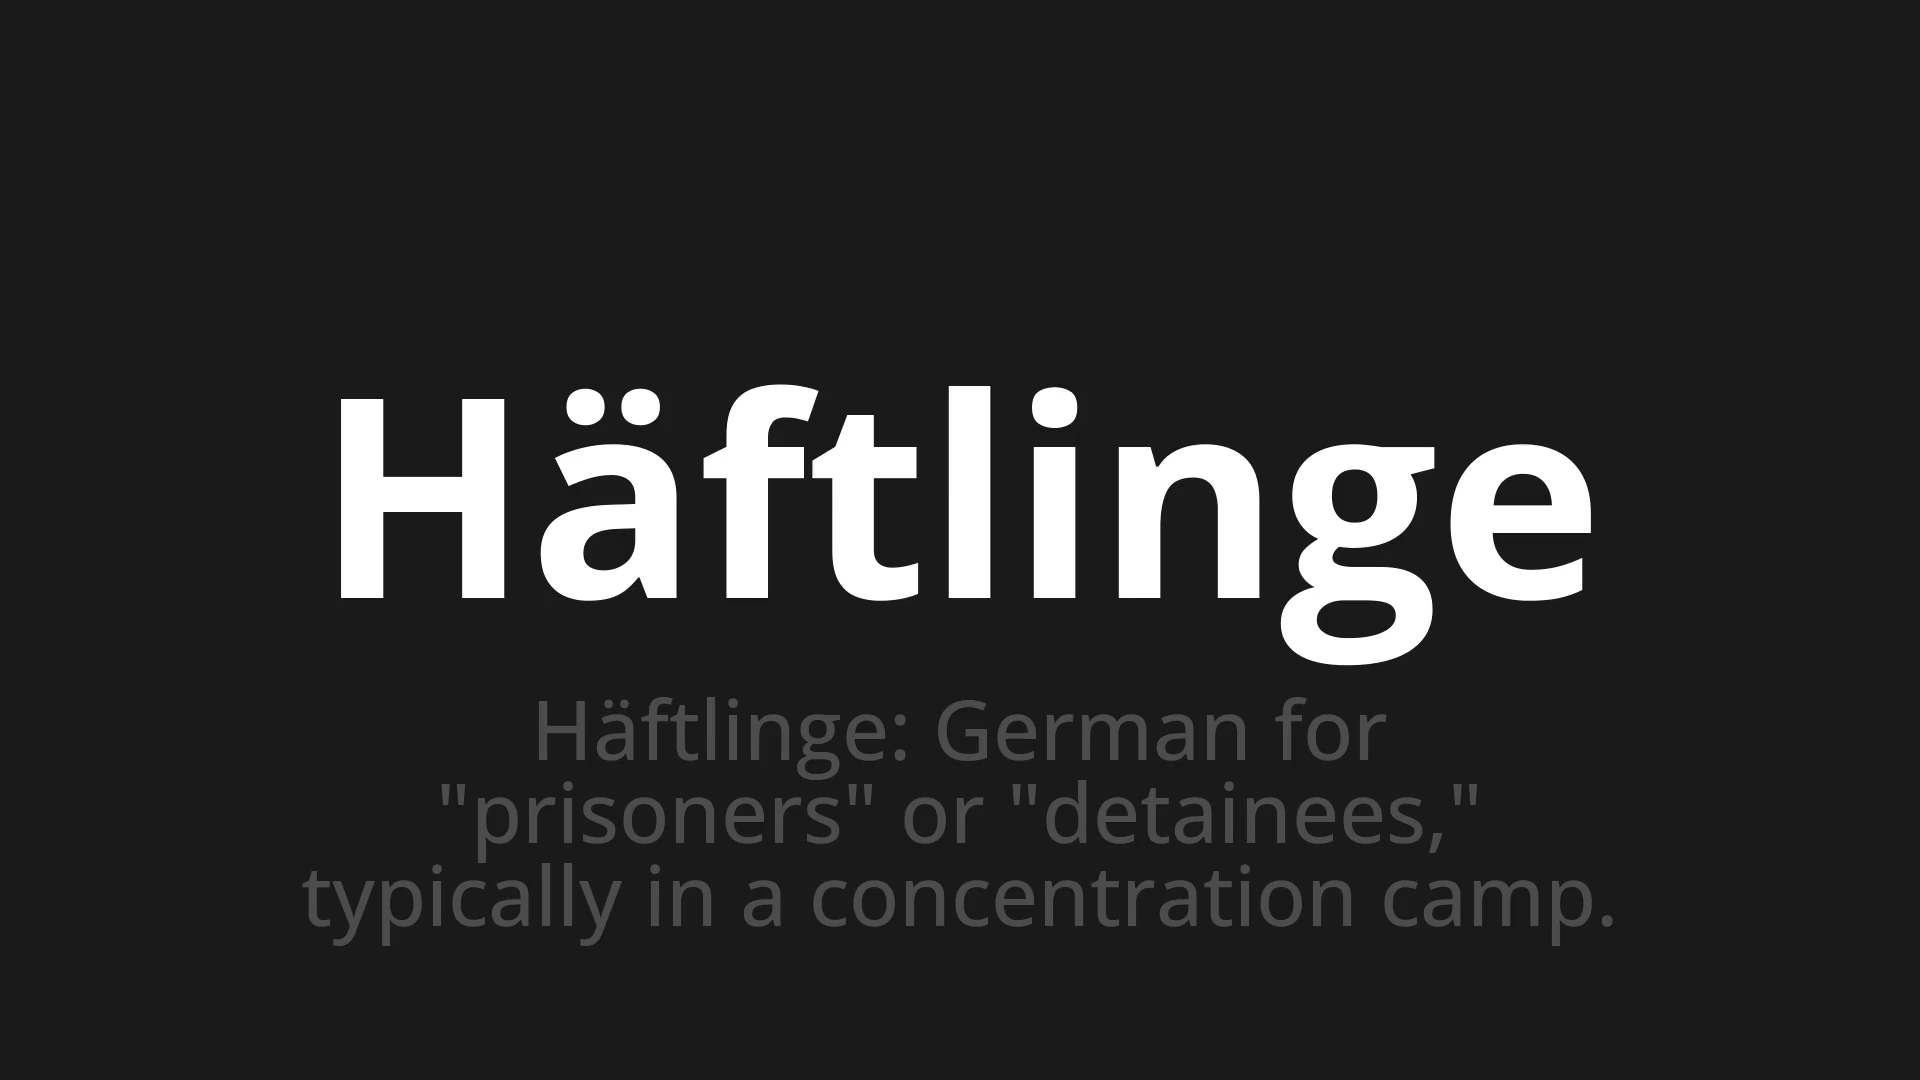 Häftlinge
Häftlinge: German for
"prisoners" or "detainees,"
typically in a concentration camp.